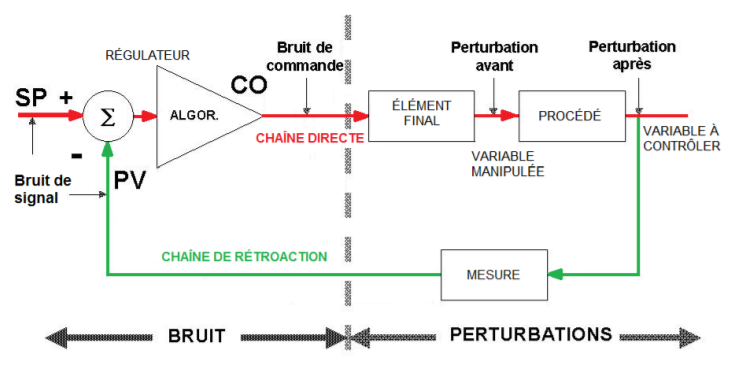 RÉGULATEUR
Bruit de
commande
Perturbation
avant
Perturbation
après
SP +
Σ
ALGOR.
CO
CHAÎNE DIRECTE
ÉLÉMENT
FINAL
PROCÉDÉ
VARIABLE
MANIPULÉE
VARIABLE À
CONTRÔLER
-
PV
Bruit de
signal
CHAÎNE DE RÉTROACTION
MESURE
BRUIT
PERTURBATIONS